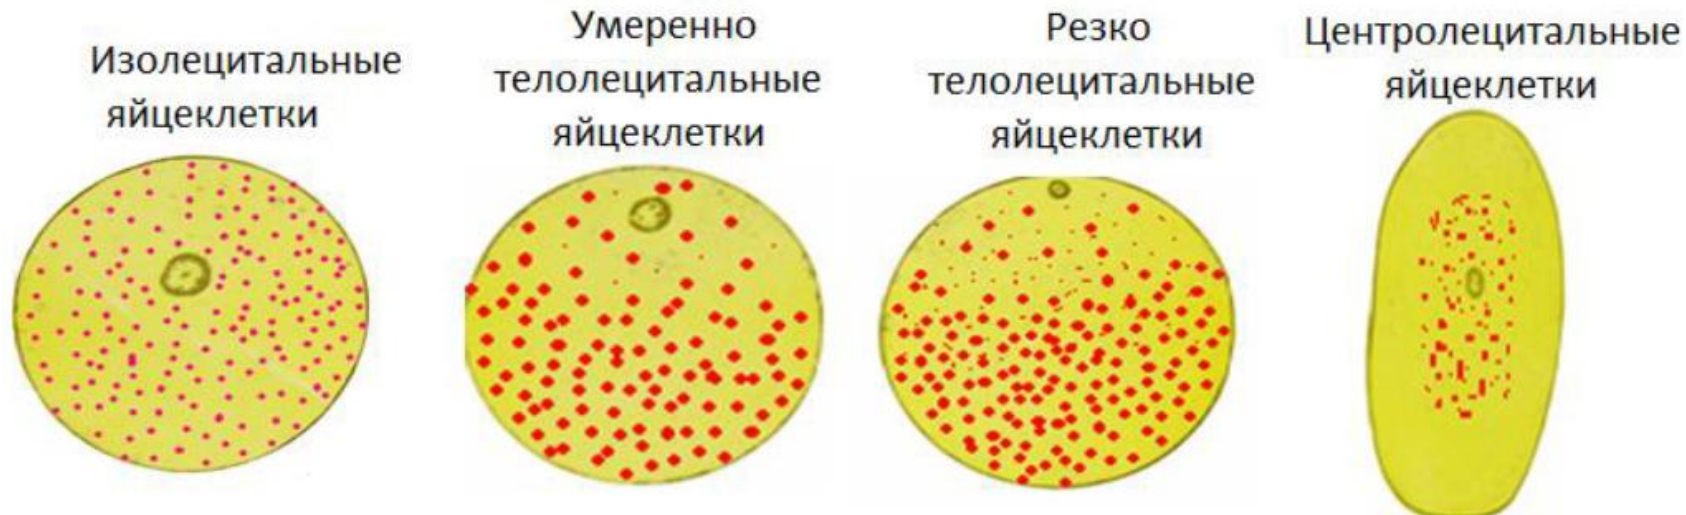 Изолецитальные
яйцеклетки
Умеренно
телолецитальные
яйцеклетки
Резко
телолецитальные
яйцеклетки
Центролецитальные
яйцеклетки